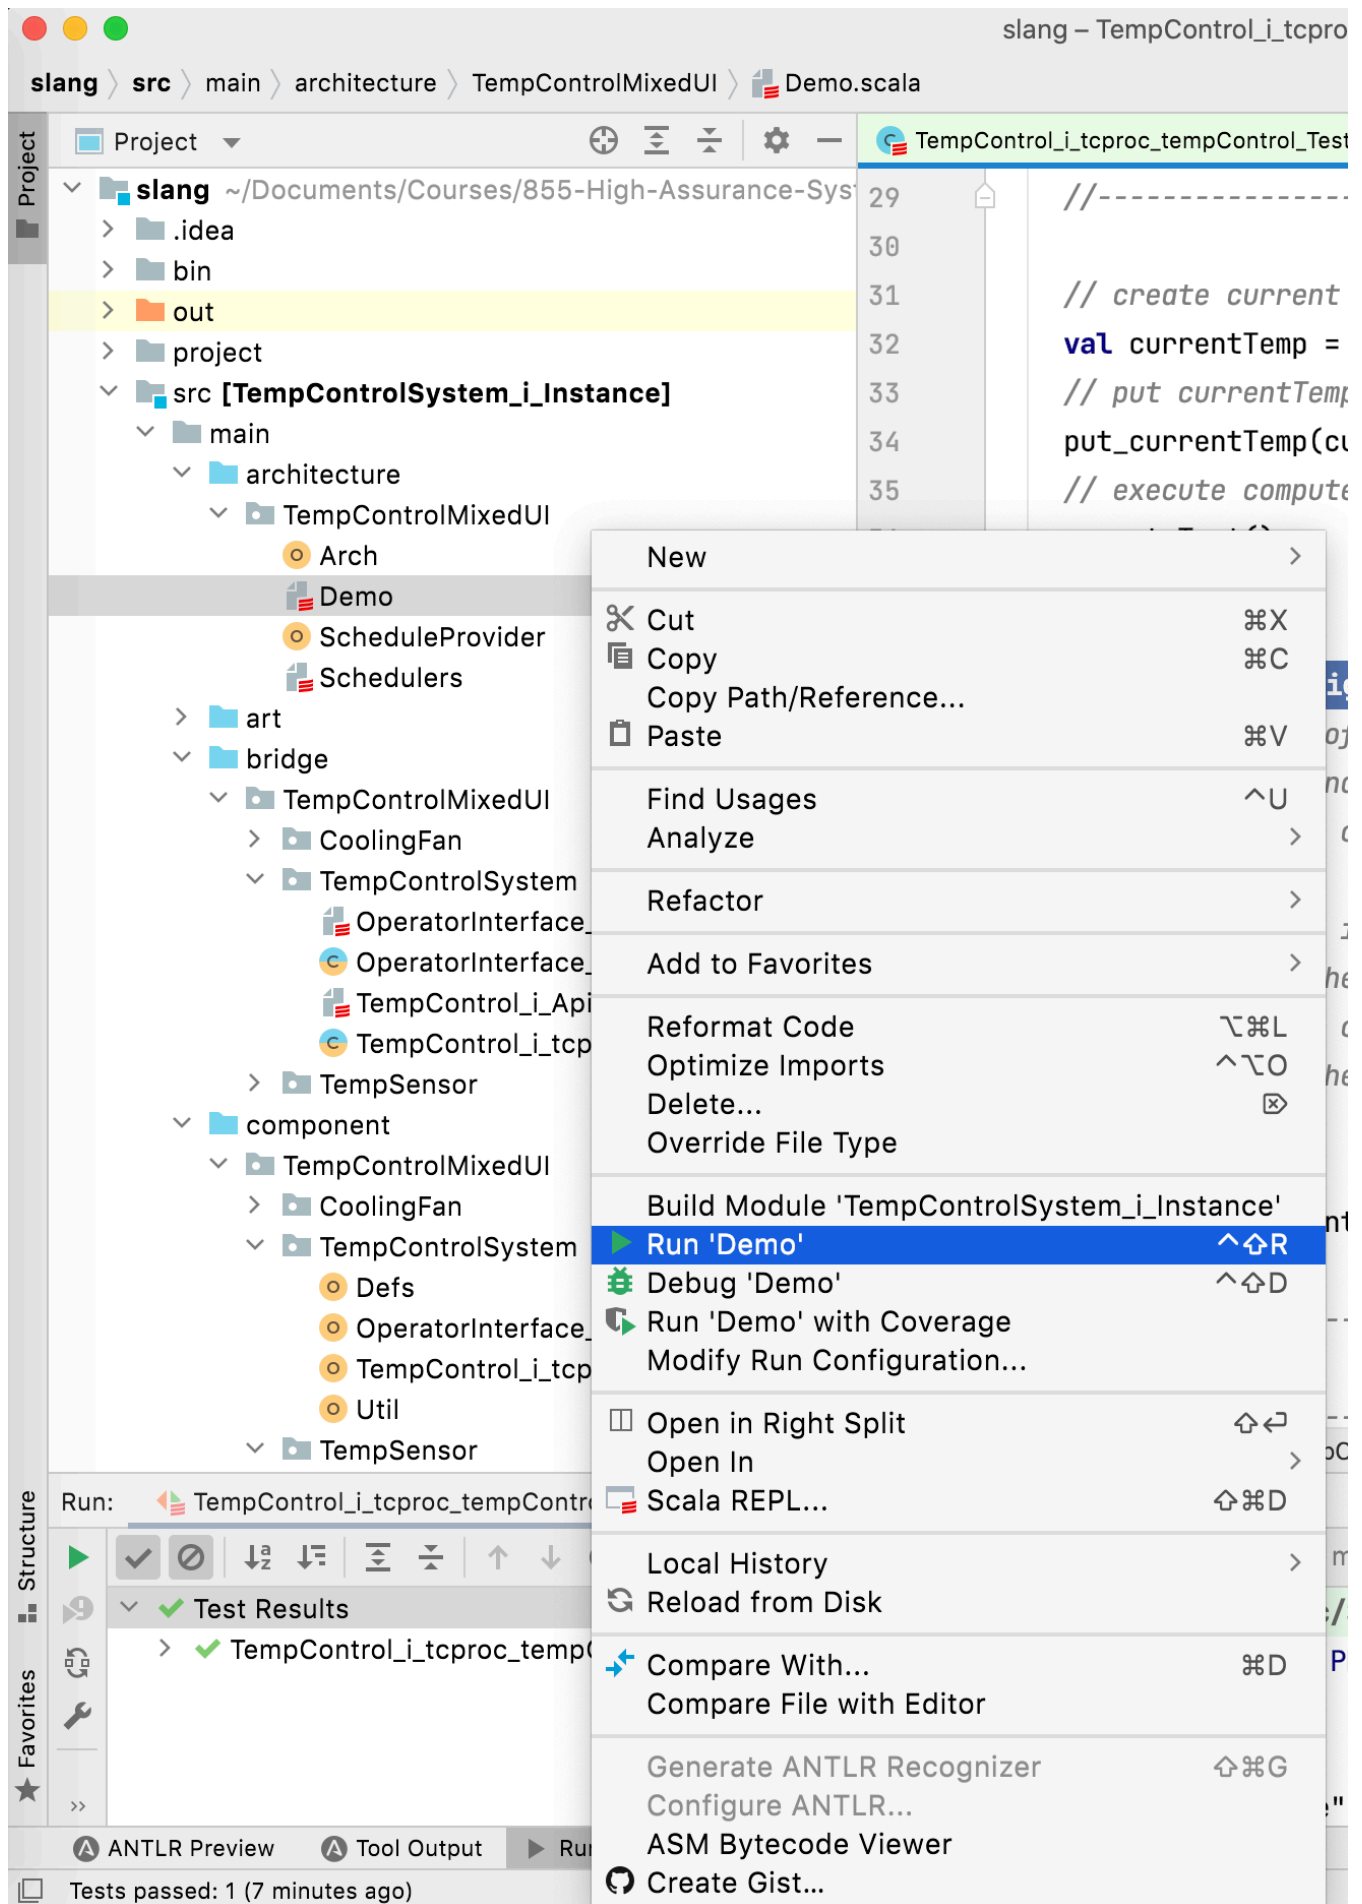 slang – TempControl_i_tcpro
slang src main architecture TempControlMixedUI Demo.scala
Project
Project
TempControl_i_tcproc_tempControl_Test
slang ~/Documents/Courses/855-High-Assurance-Sys
.idea
bin
out
project
src [TempControlSystem_i_Instance]
main
architecture
TempControlMixedUI
Arch
Demo
ScheduleProvider
Schedulers
art
bridge
TempControlMixedUI
CoolingFan
TempControlSystem
OperatorInterface_
OperatorInterface_
TempControl_i_Api
TempControl_i_tcp
TempSensor
component
TempControlMixedUI
CoolingFan
TempControlSystem
Defs
OperatorInterface_
TempControl_i_tcp
Util
TempSensor
29 //---------------
30
31 // create current
32 val currentTemp =
33 // put currentTemp
34 put_currentTemp(cu
35 // execute compute
New
Cut ⌘X
Copy ⌘C
Copy Path/Reference...
Paste ⌘V
Find Usages ^U
Analyze
Refactor
Add to Favorites
Reformat Code ⌥⌘L
Optimize Imports ^⌥O
Delete... ⌦
Override File Type
Build Module 'TempControlSystem_i_Instance'
Run 'Demo' ^⇧R
Debug 'Demo' ^⇧D
Run 'Demo' with Coverage
Modify Run Configuration...
Open in Right Split ⇧⏎
Open In
Scala REPL... ⇧⌘D
Local History
Reload from Disk
Compare With... ⌘D
Compare File with Editor
Generate ANTLR Recognizer ⇧⌘G
Configure ANTLR...
ASM Bytecode Viewer
Create Gist...
Structure
Favorites
Run: TempControl_i_tcproc_tempContr
Test Results
TempControl_i_tcproc_temp
ANTLR Preview Tool Output Ru
Tests passed: 1 (7 minutes ago)